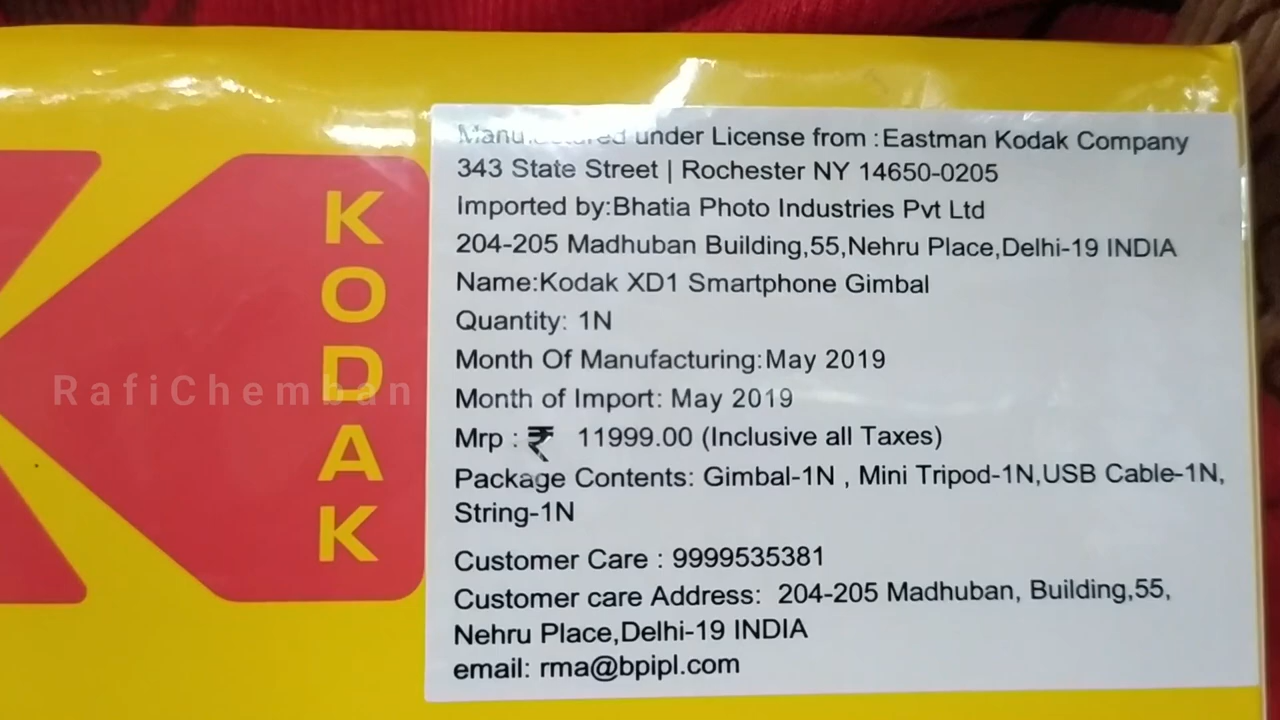 KODAK
RafiChemban
Manufactured under License from : Eastman Kodak Company
343 State Street | Rochester NY 14650-0205
Imported by:Bhatia Photo Industries Pvt Ltd
204-205 Madhuban Building,55,Nehru Place,Delhi-19 INDIA
Name:Kodak XD1 Smartphone Gimbal
Quantity: 1N
Month Of Manufacturing:May 2019
Month of Import: May 2019
Mrp : ₹ 11999.00 (Inclusive all Taxes)
Package Contents: Gimbal-1N , Mini Tripod-1N,USB Cable-1N,
String-1N
Customer Care : 9999535381
Customer care Address: 204-205 Madhuban, Building,55,
Nehru Place,Delhi-19 INDIA
email: rma@bpipl.com